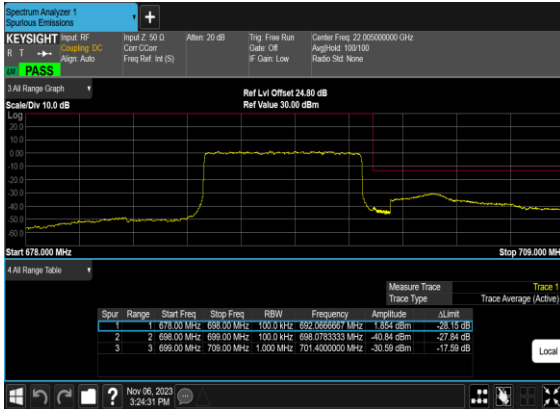 Spectrum Analyzer 1
Spurious Emissions
+
KEYSIGHT Input: RF Input Z: 50 Ω Atten: 20 dB Trig: Free Run Center Freq: 22.005000000 GHz
R T Coupling: DC Corr CCorr Gate: Off Avg|Hold: 100/100
Align: Auto Freq Ref: Int (S) IF Gain: Low Radio Std: None
PASS
3 All Range Graph
Ref Lvl Offset 24.80 dB
Scale/Div 10.0 dB Ref Value 30.00 dBm
Log
20.0
10.0
0.00
-10.0
-20.0
-30.0
-40.0
-50.0
-60.0
Start 678.000 MHz Stop 709.000 MH
4 All Range Table
Measure Trace Trace 1
Trace Type Trace Average (Active)
Spur Range Start Freq Stop Freq RBW Frequency Amplitude ΔLimit
1 1 678.00 MHz 698.00 MHz 100.0 kHz 692.0666667 MHz 1.854 dBm -28.15 dB
2 2 698.00 MHz 699.00 MHz 100.0 kHz 698.0783333 MHz -40.84 dBm -27.84 dB
3 3 699.00 MHz 709.00 MHz 1.000 MHz 701.4000000 MHz -30.59 dBm -17.59 dB
Local
?
Nov 06, 2023
3:24:31 PM